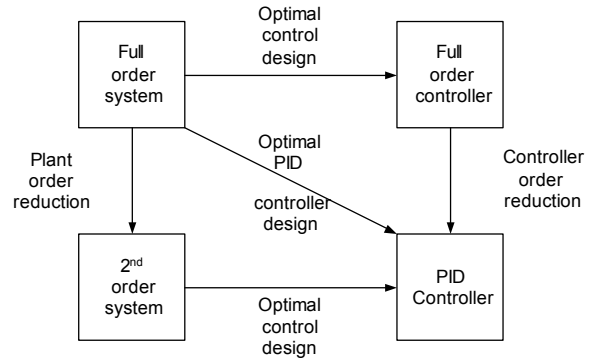 Optimal
control
design
Full
order
system
Full
order
controller
Plant
order
reduction
Optimal
PID
controller
design
Controller
order
reduction
2nd
order
system
PID
Controller
Optimal
control
design